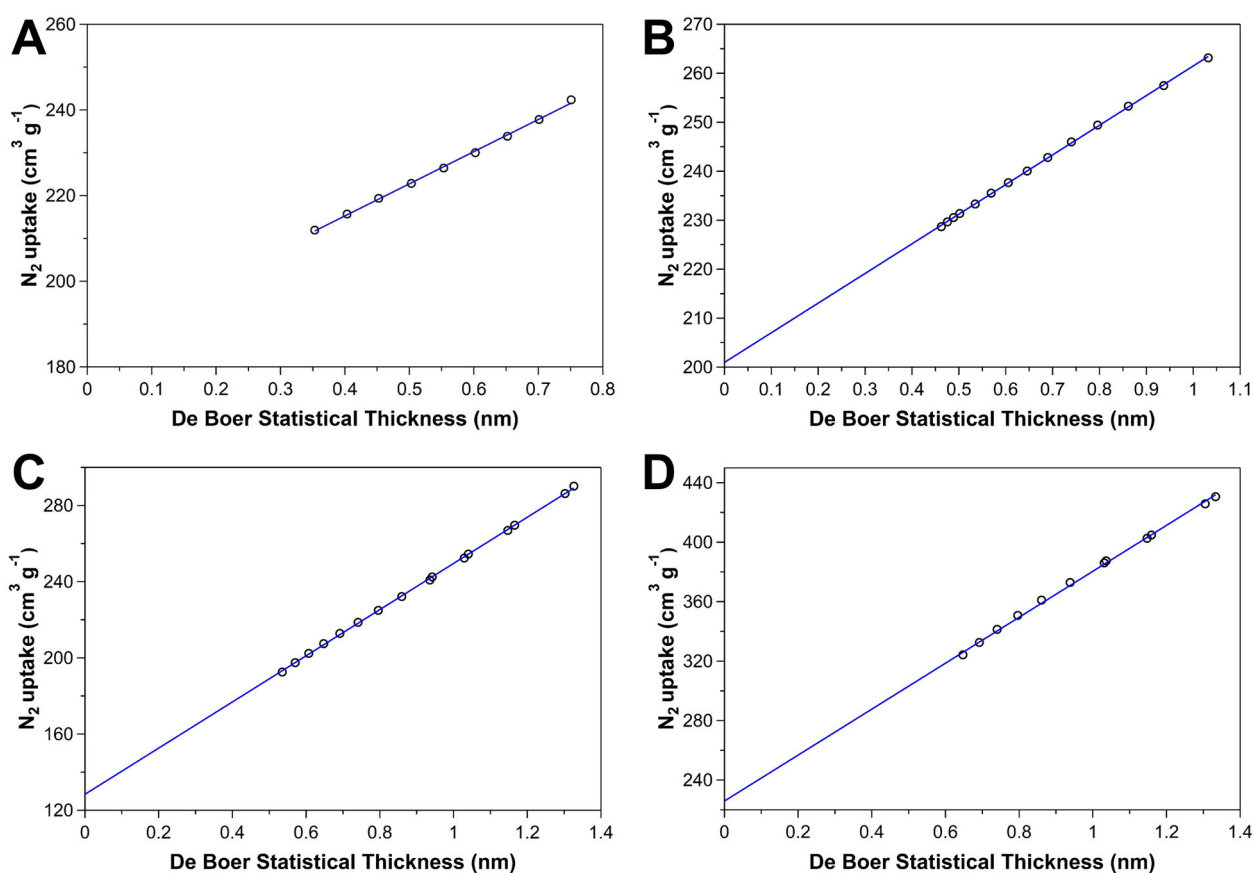 A
260
240
220
200
180
N2 uptake (cm3 g-1)
0 0.1 0.2 0.3 0.4 0.5 0.6 0.7 0.8
De Boer Statistical Thickness (nm)
B
270
260
250
240
230
220
210
200
N2 uptake (cm3 g-1)
0 0.1 0.2 0.3 0.4 0.5 0.6 0.7 0.8 0.9 1 1.1
De Boer Statistical Thickness (nm)
C
280
240
200
160
120
N2 uptake (cm3 g-1)
0 0.2 0.4 0.6 0.8 1 1.2 1.4
De Boer Statistical Thickness (nm)
D
440
400
360
320
280
240
N2 uptake (cm3 g-1)
0 0.2 0.4 0.6 0.8 1 1.2 1.4
De Boer Statistical Thickness (nm)